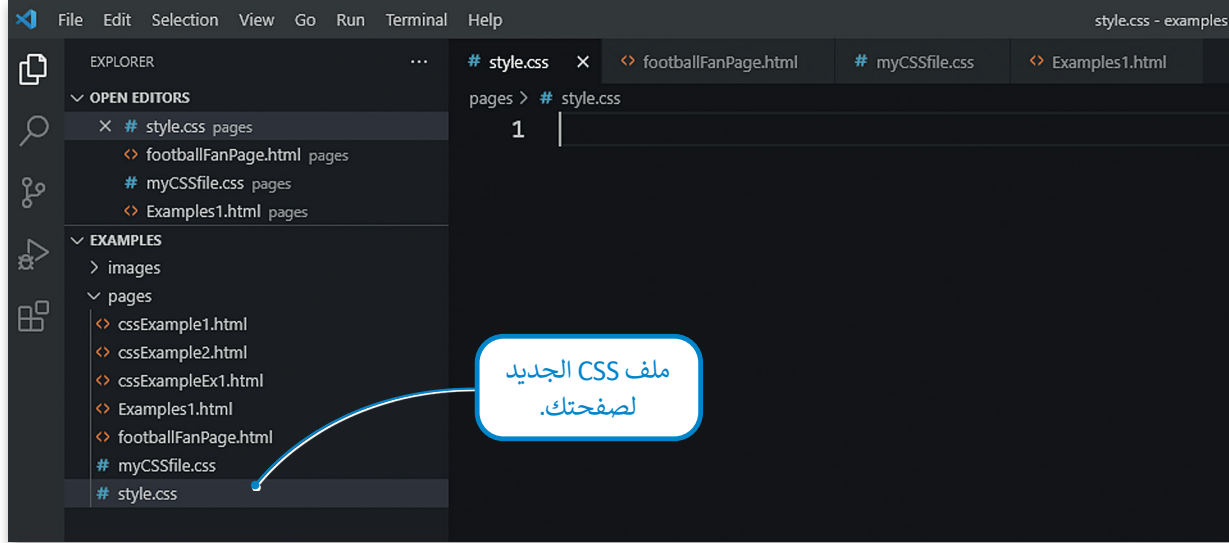 File Edit Selection View Go Run Terminal Help
style.css - examples
EXPLORER ...
OPEN EDITORS
style.css pages
footballFanPage.html pages
myCSSfile.css pages
Examples1.html pages
EXAMPLES
images
pages
cssExample1.html
cssExample2.html
cssExampleEx1.html
Examples1.html
footballFanPage.html
myCSSfile.css
style.css
# style.css × <> footballFanPage.html # myCSSfile.css <> Examples1.html
pages > # style.css
1
ملف CSS الجديد
لصفحتك.